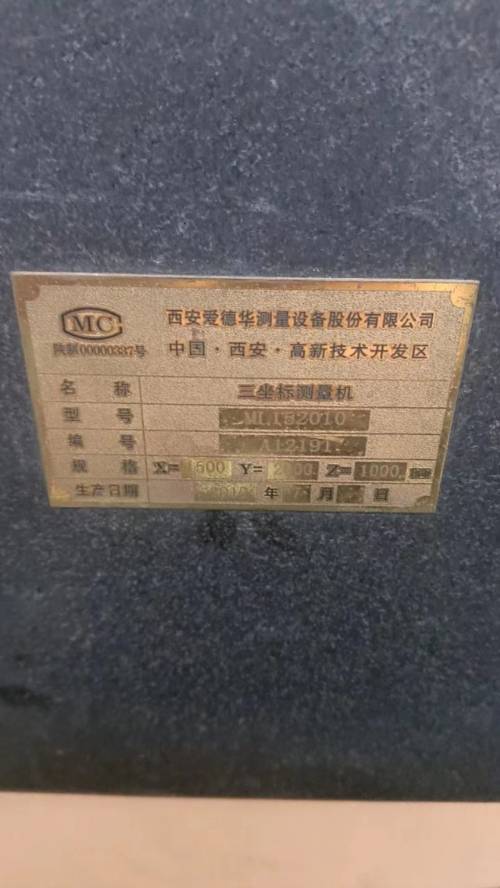 MC
陕制00000337号
西安爱德华测量设备股份有限公司
中国·西安·高新技术开发区
名 称 三坐标测量机
型 号 ML152010
编 号
规 格 X= 1500 Y= 2000 Z= 1000
生产日期 年 月 日